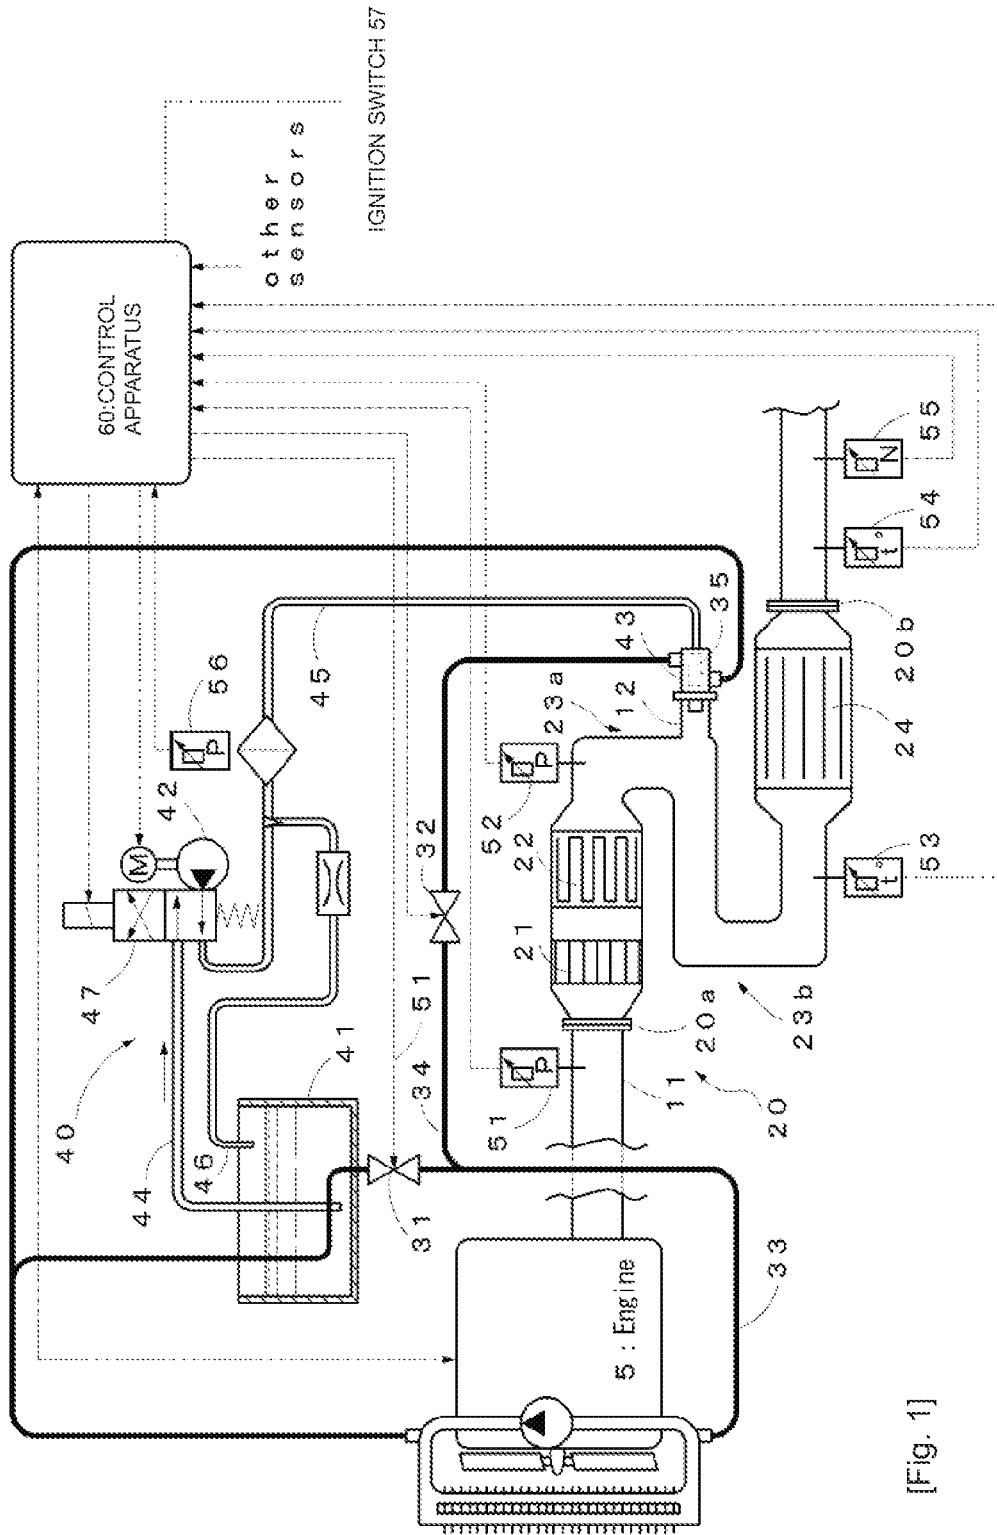 IGNITION SWITCH 57
other
sensors
60:CONTROL
APPARATUS
56
45
42
M
P
47
40
44
46
41
31
34
51
32
52
P
51
P
22
21
23a
12
43
35
20a
11
20
23b
24
20b
53
t°
54
t°
55
N
33
5 : Engine
[Fig. 1]